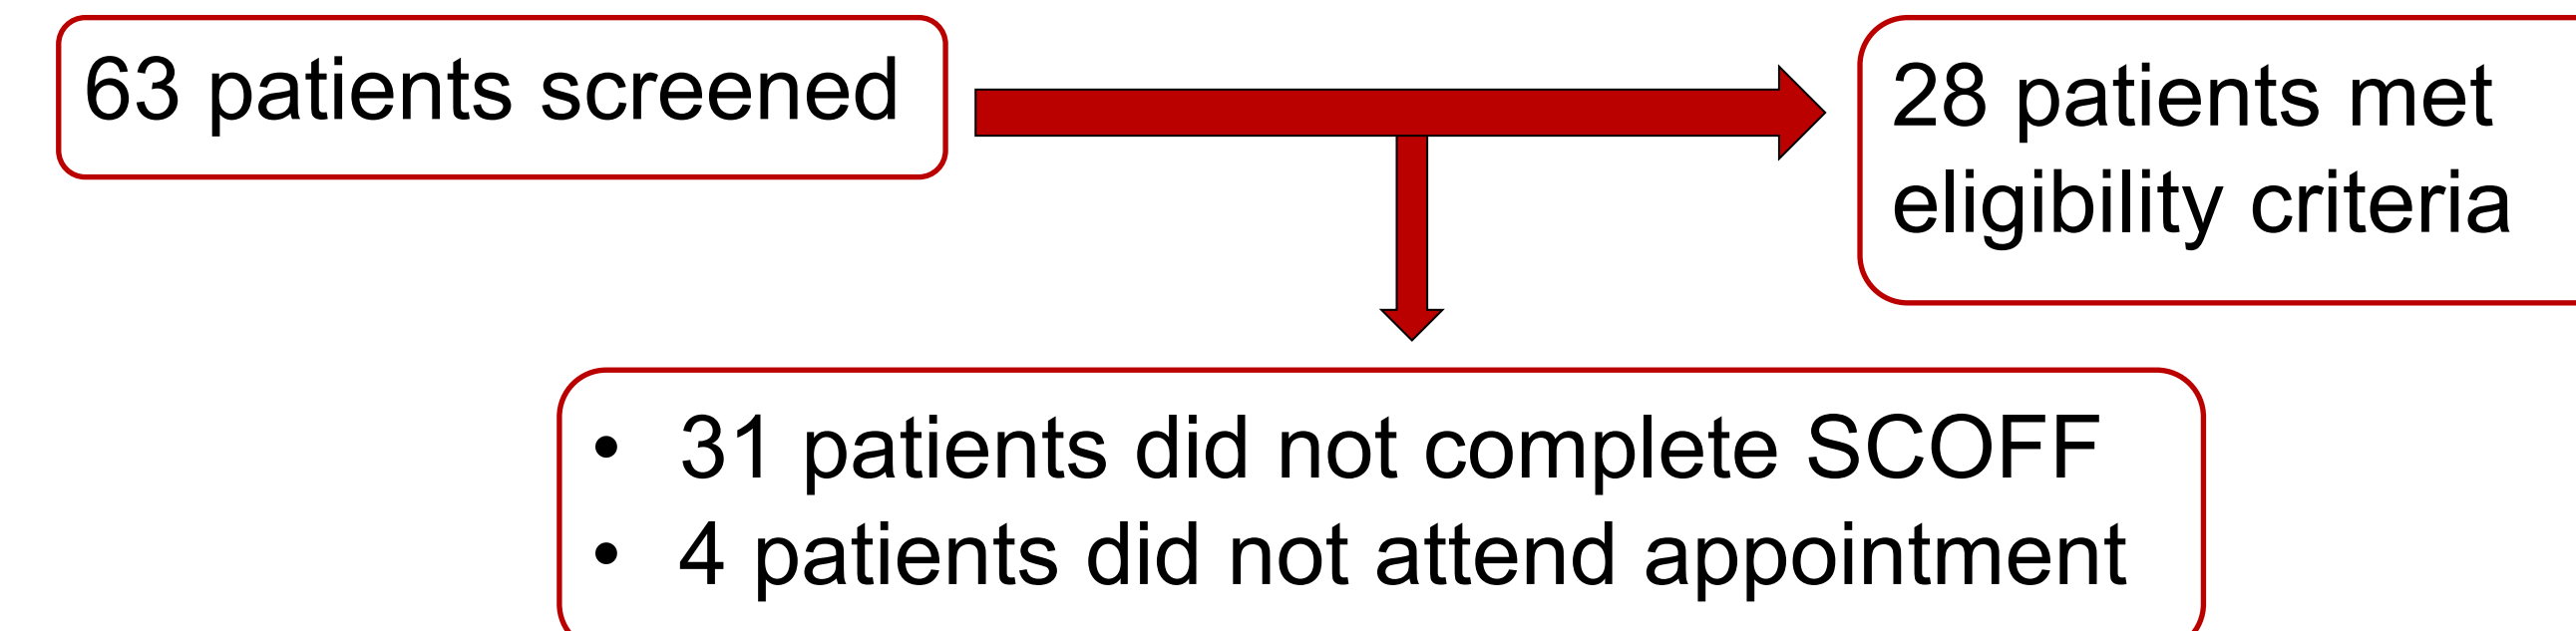 63 patients screened
28 patients met
eligibility criteria
• 31 patients did not complete SCOFF
• 4 patients did not attend appointment